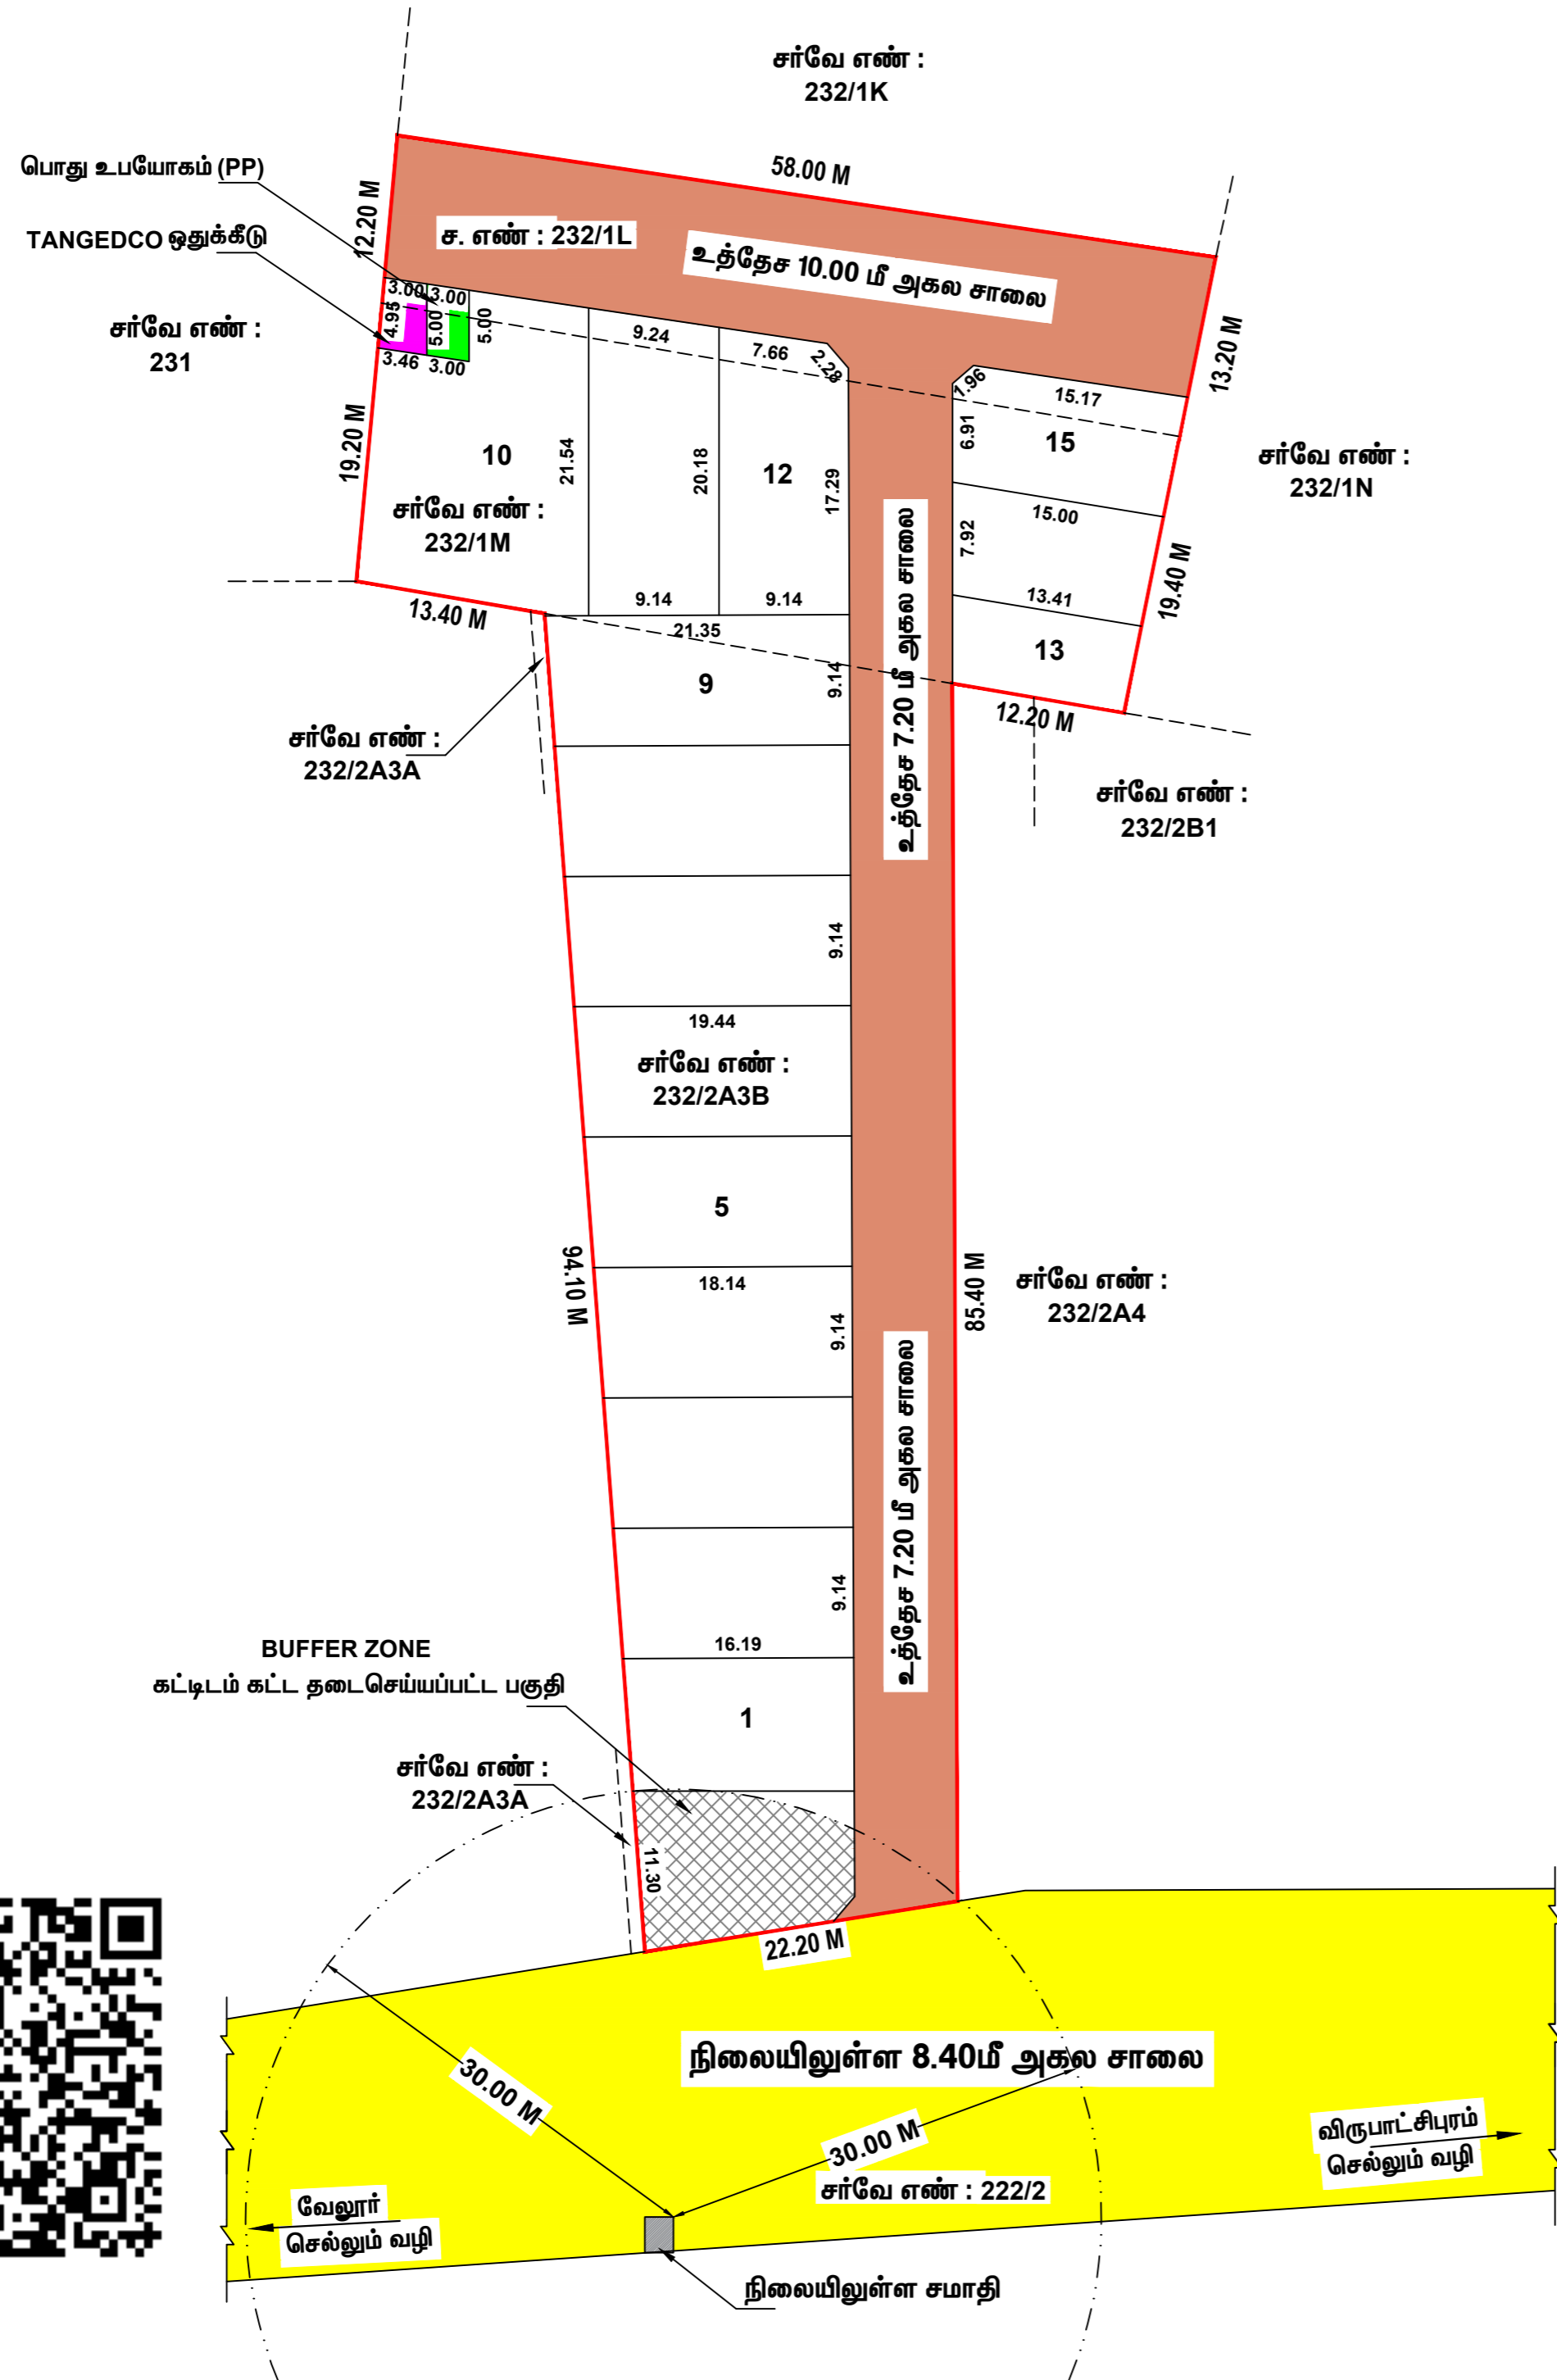 சர்வே எண் :
232/1K
58.00 M
பொது உபயோகம் (PP)
12.20 M
TANGEDCO ஒதுக்கீடு
ச. எண் : 232/1L
உத்தேச 10.00 மீ அகல சாலை
சர்வே எண் :
231
3.00
3.00
4.95
5.00
5.00
3.46
3.00
9.24
7.66
2.28
1.96
15.17
13.20 M
19.20 M
10
21.54
20.18
12
17.29
6.91
15
சர்வே எண் :
232/1N
சர்வே எண் :
232/1M
15.00
7.92
19.40 M
13.40 M
9.14
9.14
13.41
21.35
13
9
9.14
உத்தேச 7.20 மீ அகல சாலை
12.20 M
சர்வே எண் :
232/2A3A
சர்வே எண் :
232/2B1
9.14
19.44
சர்வே எண் :
232/2A3B
5
18.14
94.10 M
85.40 M
சர்வே எண் :
232/2A4
9.14
உத்தேச 7.20 மீ அகல சாலை
9.14
16.19
BUFFER ZONE
கட்டிடம் கட்ட தடைசெய்யப்பட்ட பகுதி
1
சர்வே எண் :
232/2A3A
11.30
22.20 M
நிலையிலுள்ள 8.40மீ அகல சாலை
30.00 M
30.00 M
விருபாட்சிபுரம்
செல்லும் வழி
சர்வே எண் : 222/2
வேலூர்
செல்லும் வழி
நிலையிலுள்ள சமாதி